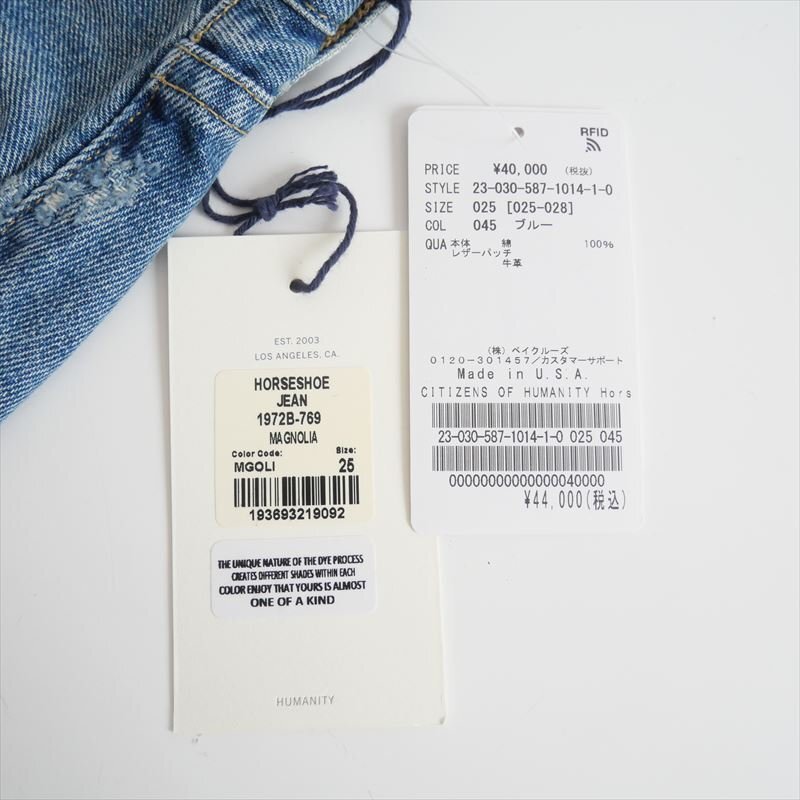 EST. 2003
LOS ANGELES, CA.
HORSESHOE
JEAN
1972B-769
MAGNOLIA
Color Code: Size:
MGOLI 25
193693219092
THE UNIQUE NATURE OF THE DYE PROCESS
CREATES DIFFERENT SHADES WITHIN EACH
COLOR ENJOY THAT YOURS IS ALMOST
ONE OF A KIND
HUMANITY
RFID
PRICE ¥40,000 (税抜)
STYLE 23-030-587-1014-1-0
SIZE 025 [025-028]
COL 045 ブルー
QUA 本体 綿 100%
レザーパッチ
牛革
(株) ベイクルーズ
0120-301457/カスタマーサポート
Made in U.S.A.
CITIZENS OF HUMANITY Hors
23-030-587-1014-1-0 025 045
00000000000000040000
¥44,000(税込)